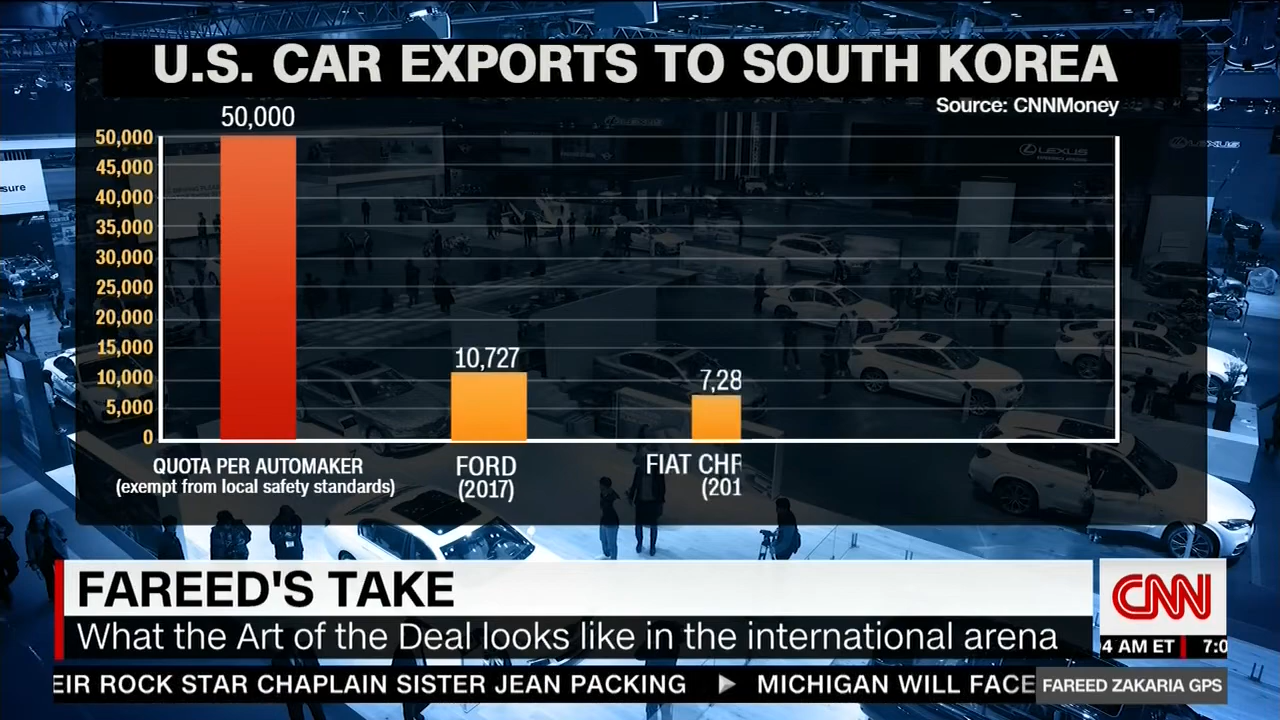 U.S. CAR EXPORTS TO SOUTH KOREA
Source: CNNMoney
50,000
50,000
45,000
40,000
35,000
30,000
25,000
20,000
15,000
10,000
5,000
0
10,727
7,28
QUOTA PER AUTOMAKER
(exempt from local safety standards)
FORD
(2017)
FIAT CHR
(201
LEXUS
LEXUS
sure
FAREED'S TAKE
What the Art of the Deal looks like in the international arena
CNN
4 AM ET 7:0
EIR ROCK STAR CHAPLAIN SISTER JEAN PACKING MICHIGAN WILL FACE
FAREED ZAKARIA GPS